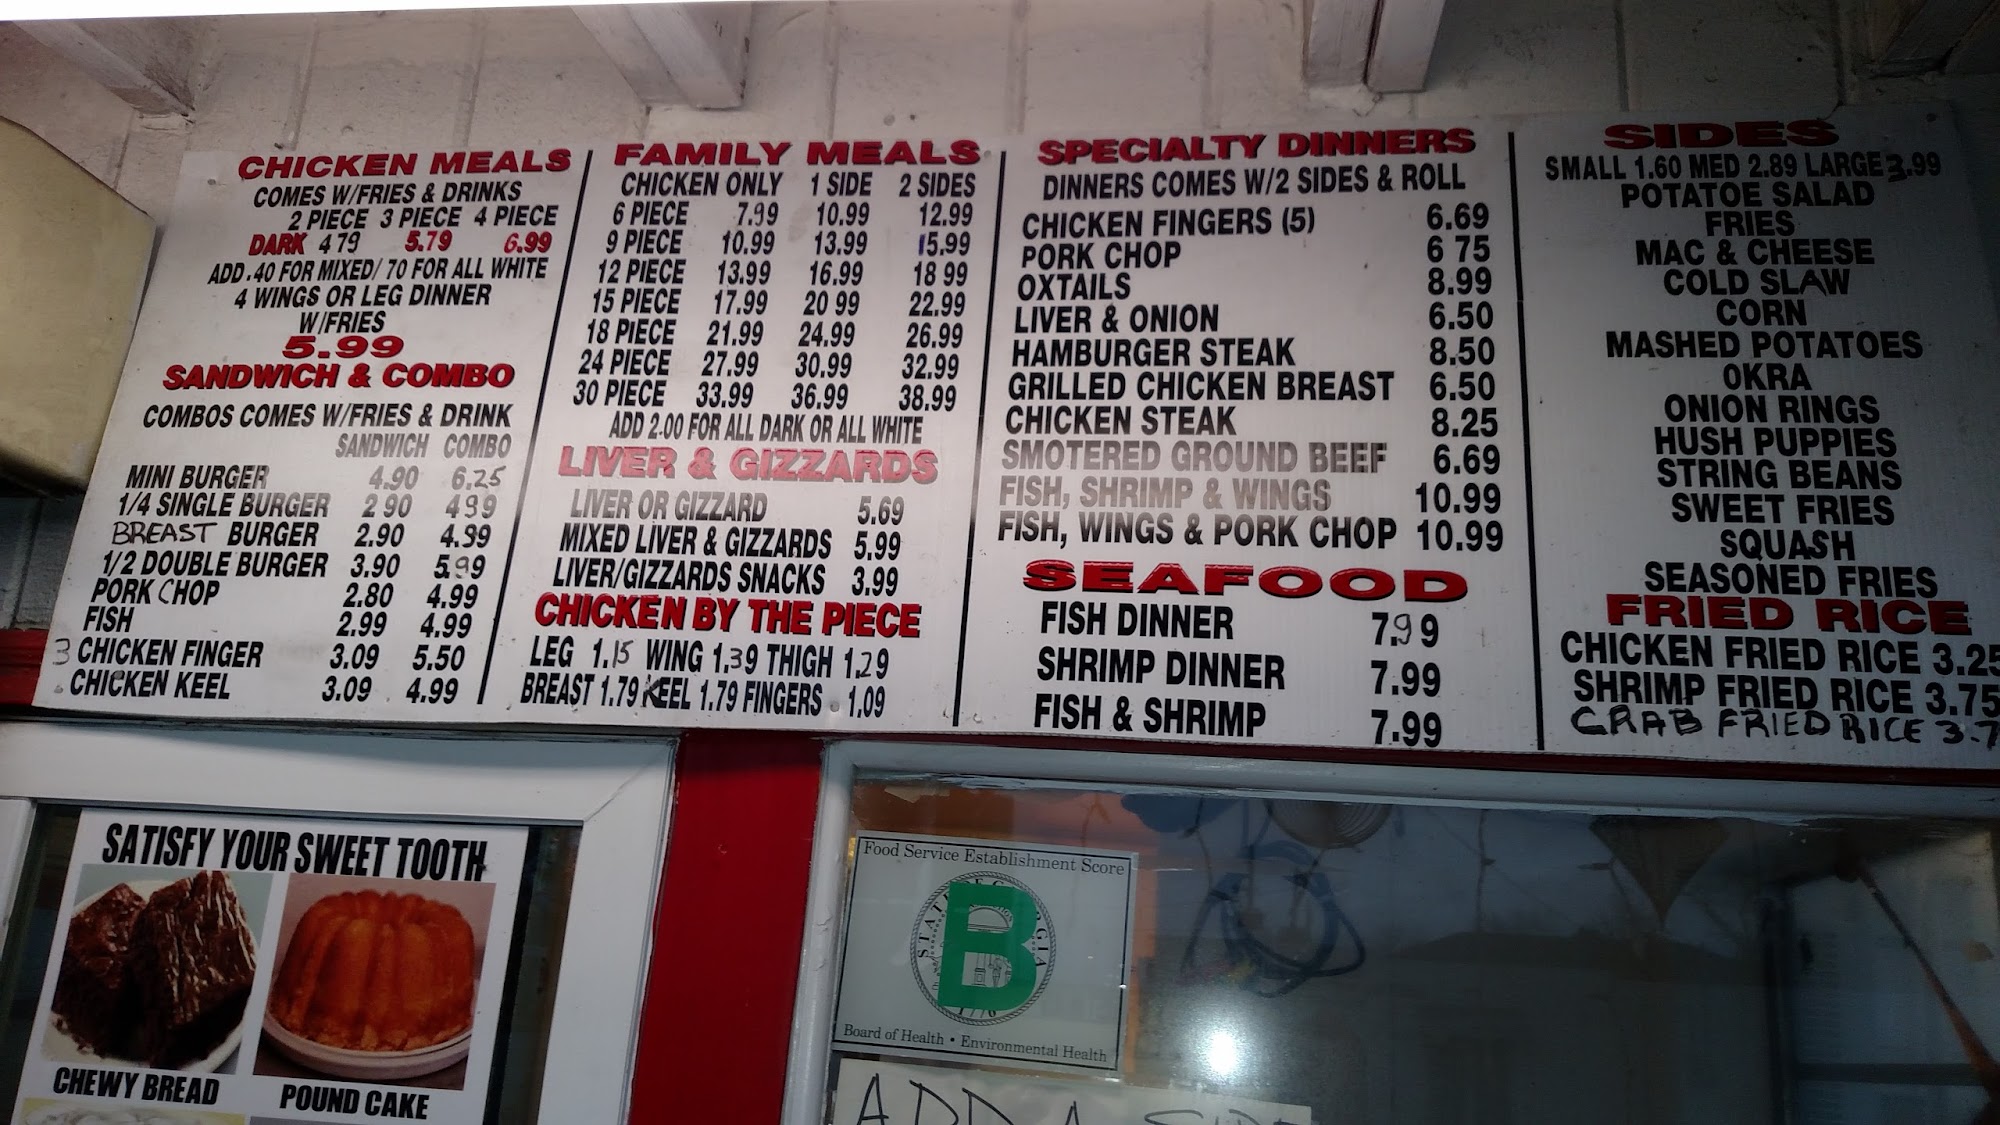 CHICKEN MEALS
COMES W/FRIES & DRINKS
2 PIECE 3 PIECE 4 PIECE
DARK 4 79 5.79 6.99
ADD .40 FOR MIXED/ 70 FOR ALL WHITE
4 WINGS OR LEG DINNER
W/FRIES
5.99
SANDWICH & COMBO
COMBOS COMES W/FRIES & DRINK
SANDWICH COMBO
MINI BURGER 4.90 6.25
1/4 SINGLE BURGER 2 90 4 99
BREAST BURGER 2.90 4.99
1/2 DOUBLE BURGER 3.90 5.99
PORK CHOP 2.80 4.99
FISH 2.99 4.99
3 CHICKEN FINGER 3.09 5.50
CHICKEN KEEL 3.09 4.99
FAMILY MEALS
CHICKEN ONLY 1 SIDE 2 SIDES
6 PIECE 7.99 10.99 12.99
9 PIECE 10.99 13.99 15.99
12 PIECE 13.99 16.99 18 99
15 PIECE 17.99 20 99 22.99
18 PIECE 21.99 24.99 26.99
24 PIECE 27.99 30.99 32.99
30 PIECE 33.99 36.99 38.99
ADD 2.00 FOR ALL DARK OR ALL WHITE
LIVER & GIZZARDS
LIVER OR GIZZARD 5.69
MIXED LIVER & GIZZARDS 5.99
LIVER/GIZZARDS SNACKS 3.99
CHICKEN BY THE PIECE
LEG 1.15 WING 1.39 THIGH 1.29
BREAST 1.79 KEEL 1.79 FINGERS 1.09
SPECIALTY DINNERS
DINNERS COMES W/2 SIDES & ROLL
CHICKEN FINGERS (5) 6.69
PORK CHOP 6 75
OXTAILS 8.99
LIVER & ONION 6.50
HAMBURGER STEAK 8.50
GRILLED CHICKEN BREAST 6.50
CHICKEN STEAK 8.25
SMOTERED GROUND BEEF 6.69
FISH, SHRIMP & WINGS 10.99
FISH, WINGS & PORK CHOP 10.99
SEAFOOD
FISH DINNER 7.99
SHRIMP DINNER 7.99
FISH & SHRIMP 7.99
SIDES
SMALL 1.60 MED 2.89 LARGE 3.99
POTATOE SALAD
FRIES
MAC & CHEESE
COLD SLAW
CORN
MASHED POTATOES
OKRA
ONION RINGS
HUSH PUPPIES
STRING BEANS
SWEET FRIES
SQUASH
SEASONED FRIES
FRIED RICE
CHICKEN FRIED RICE 3.25
SHRIMP FRIED RICE 3.75
CRAB FRIED RICE 3.7
SATISFY YOUR SWEET TOOTH
CHEWY BREAD
POUND CAKE
Food Service Establishment Score
STATE OF GEORGIA
B
1776
Board of Health • Environmental Health
ADD A SIDE